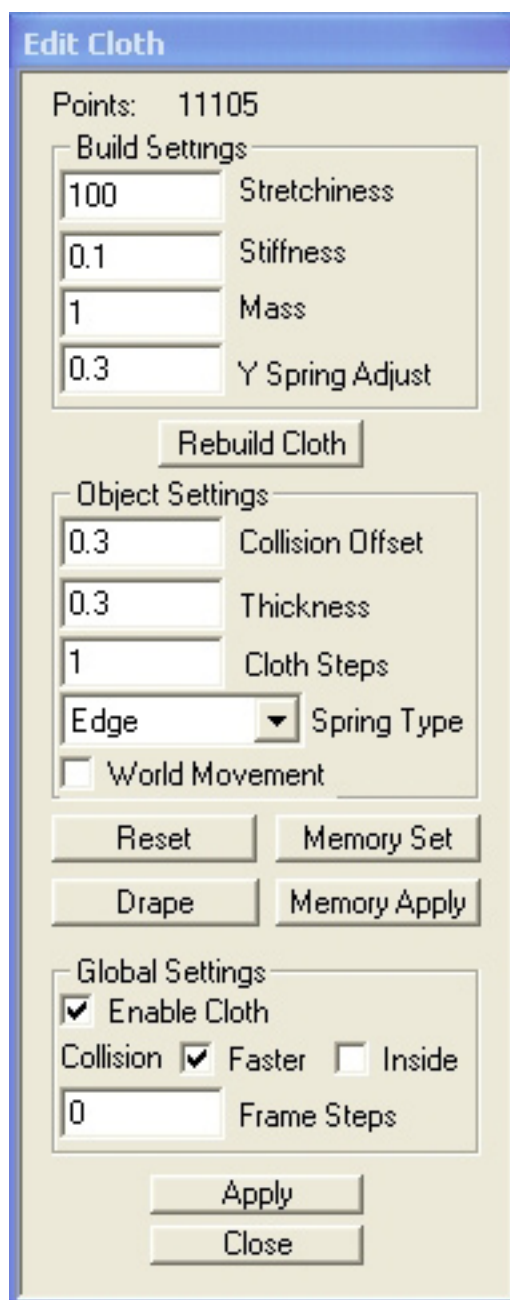 Edit Cloth
Points: 11105
Build Settings
100 Stretchiness
0.1 Stiffness
1 Mass
0.3 Y Spring Adjust
Rebuild Cloth
Object Settings
0.3 Collision Offset
0.3 Thickness
1 Cloth Steps
Edge Spring Type
World Movement
Reset Memory Set
Drape Memory Apply
Global Settings
Enable Cloth
Collision Faster Inside
0 Frame Steps
Apply
Close